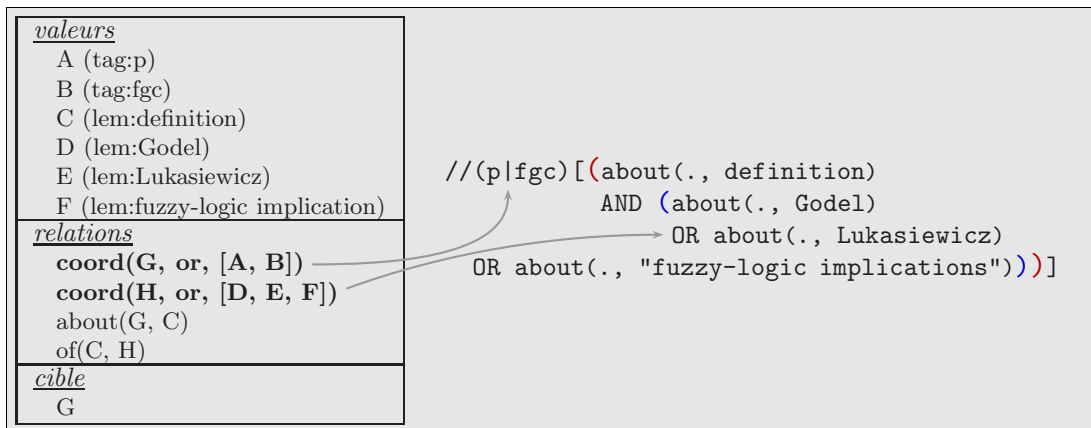 valeurs
A (tag:p)
B (tag:fgc)
C (lem:definition)
D (lem:Godel)
E (lem:Lukasiewicz)
F (lem:fuzzy-logic implication)
relations
coord(G, or, [A, B])
coord(H, or, [D, E, F])
about(G, C)
of(C, H)
cible
G
//(p|fgc)[(about(., definition)
AND (about(., Godel)
OR about(., Lukasiewicz)
OR about(., "fuzzy-logic implications")))]